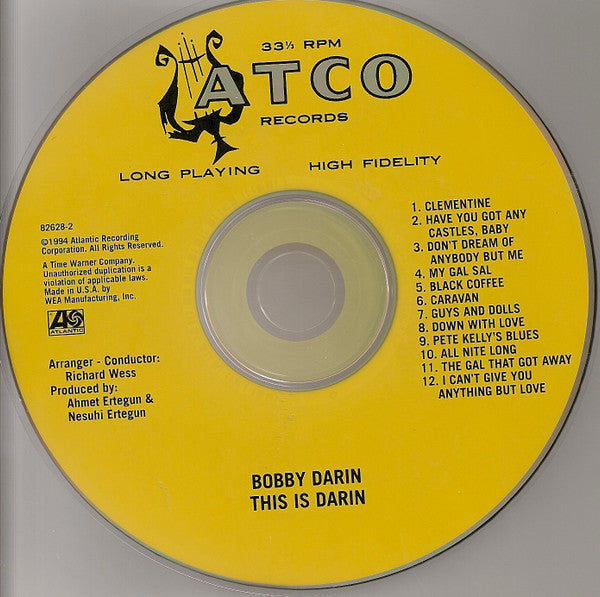 33⅓ RPM
ATCO
RECORDS
LONG PLAYING HIGH FIDELITY
82628-2
©1994 Atlantic Recording
Corporation. All Rights Reserved.
A Time Warner Company.
Unauthorized duplication is a
violation of applicable laws.
Made in U.S.A. by
WEA Manufacturing, Inc.
ATLANTIC
Arranger - Conductor:
Richard Wess
Produced by:
Ahmet Ertegun &
Nesuhi Ertegun
1. CLEMENTINE
2. HAVE YOU GOT ANY
CASTLES, BABY
3. DON'T DREAM OF
ANYBODY BUT ME
4. MY GAL SAL
5. BLACK COFFEE
6. CARAVAN
7. GUYS AND DOLLS
8. DOWN WITH LOVE
9. PETE KELLY'S BLUES
10. ALL NITE LONG
11. THE GAL THAT GOT AWAY
12. I CAN'T GIVE YOU
ANYTHING BUT LOVE
BOBBY DARIN
THIS IS DARIN